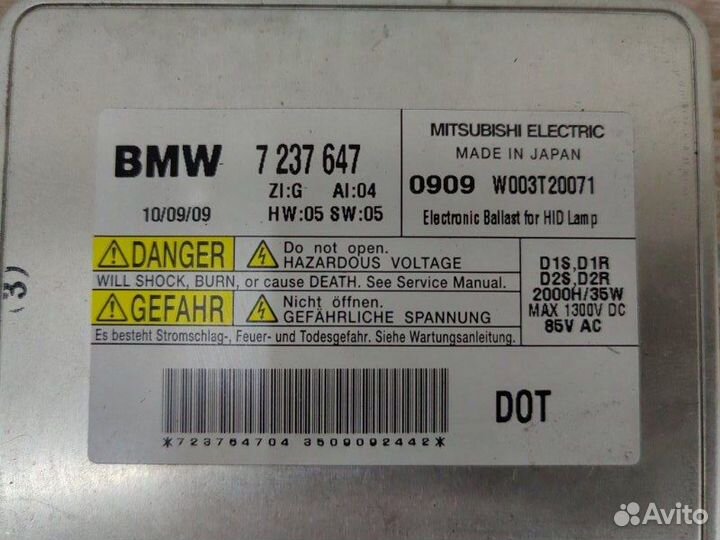 BMW 7 237 647
ZI:G AI:04
10/09/09 HW:05 SW:05
MITSUBISHI ELECTRIC
MADE IN JAPAN
0909 W003T20071
Electronic Ballast for HID Lamp
DANGER Do not open.
HAZARDOUS VOLTAGE
WILL SHOCK, BURN, or cause DEATH. See Service Manual.
GEFAHR Nicht öffnen.
GEFÄHRLICHE SPANNUNG
Es besteht Stromschlag-, Feuer- und Todesgefahr. Siehe Wartungsanleitung.
D1S,D1R
D2S,D2R
2000H/35W
MAX 1300V DC
85V AC
*723764704 3509092442*
DOT
(3)
Avito